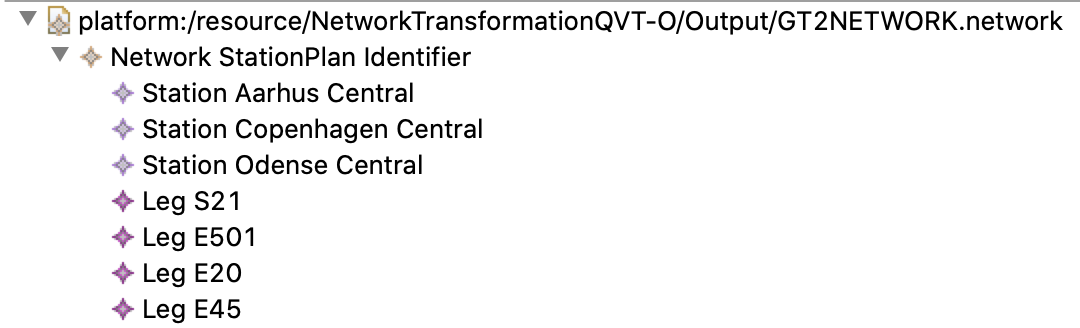 platform:/resource/NetworkTransformationQVT-O/Output/GT2NETWORK.network
Network StationPlan Identifier
Station Aarhus Central
Station Copenhagen Central
Station Odense Central
Leg S21
Leg E501
Leg E20
Leg E45